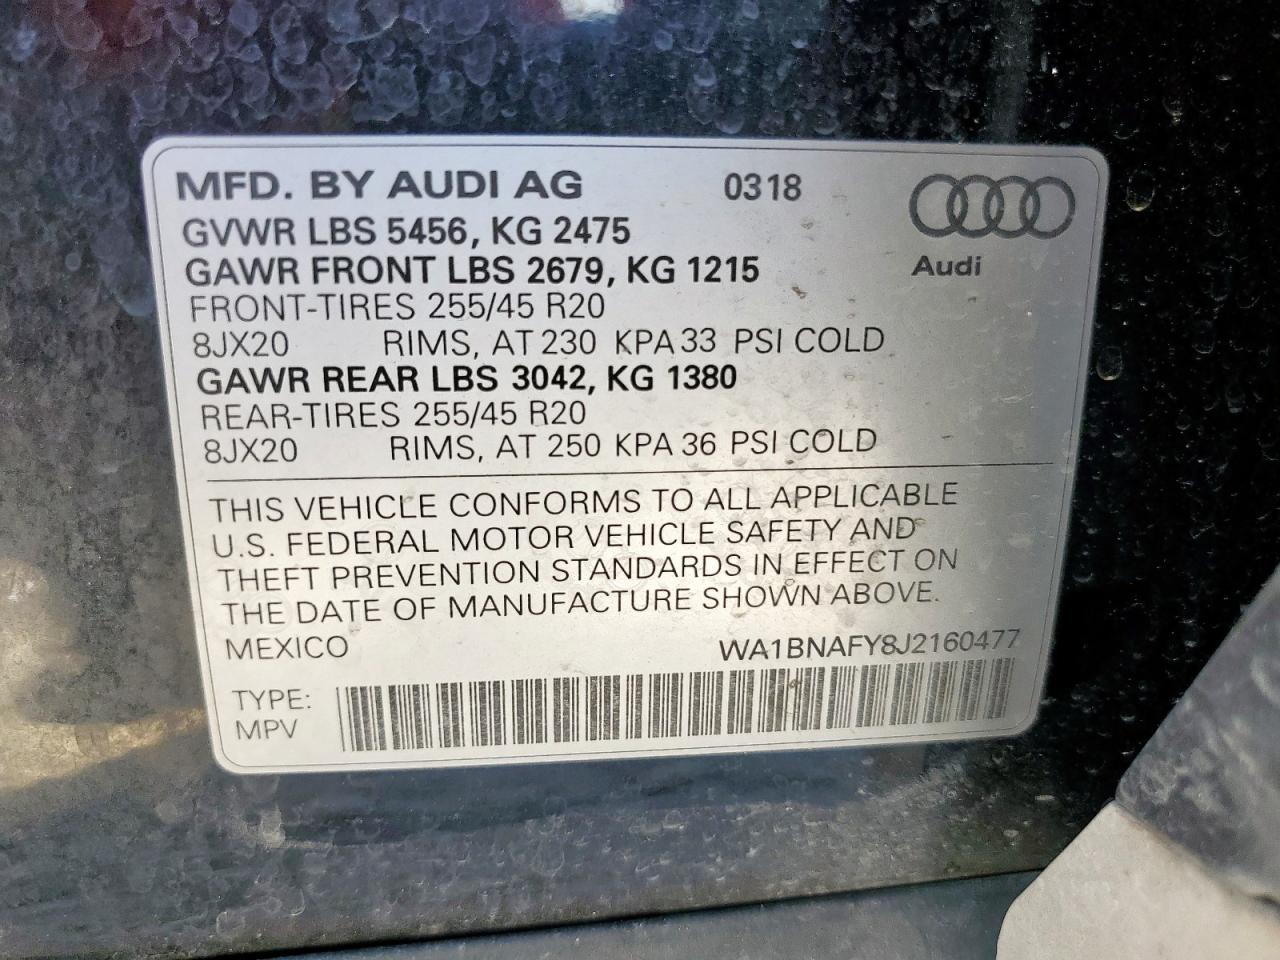 MFD. BY AUDI AG 0318
GVWR LBS 5456, KG 2475
GAWR FRONT LBS 2679, KG 1215
Audi
FRONT-TIRES 255/45 R20
8JX20 RIMS, AT 230 KPA 33 PSI COLD
GAWR REAR LBS 3042, KG 1380
REAR-TIRES 255/45 R20
8JX20 RIMS, AT 250 KPA 36 PSI COLD
THIS VEHICLE CONFORMS TO ALL APPLICABLE
U.S. FEDERAL MOTOR VEHICLE SAFETY AND
THEFT PREVENTION STANDARDS IN EFFECT ON
THE DATE OF MANUFACTURE SHOWN ABOVE.
MEXICO WA1BNAFY8J2160477
TYPE:
MPV